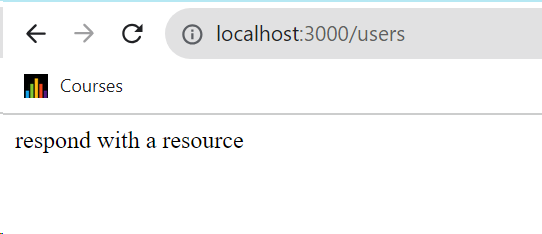 localhost:3000/users
Courses
respond with a resource